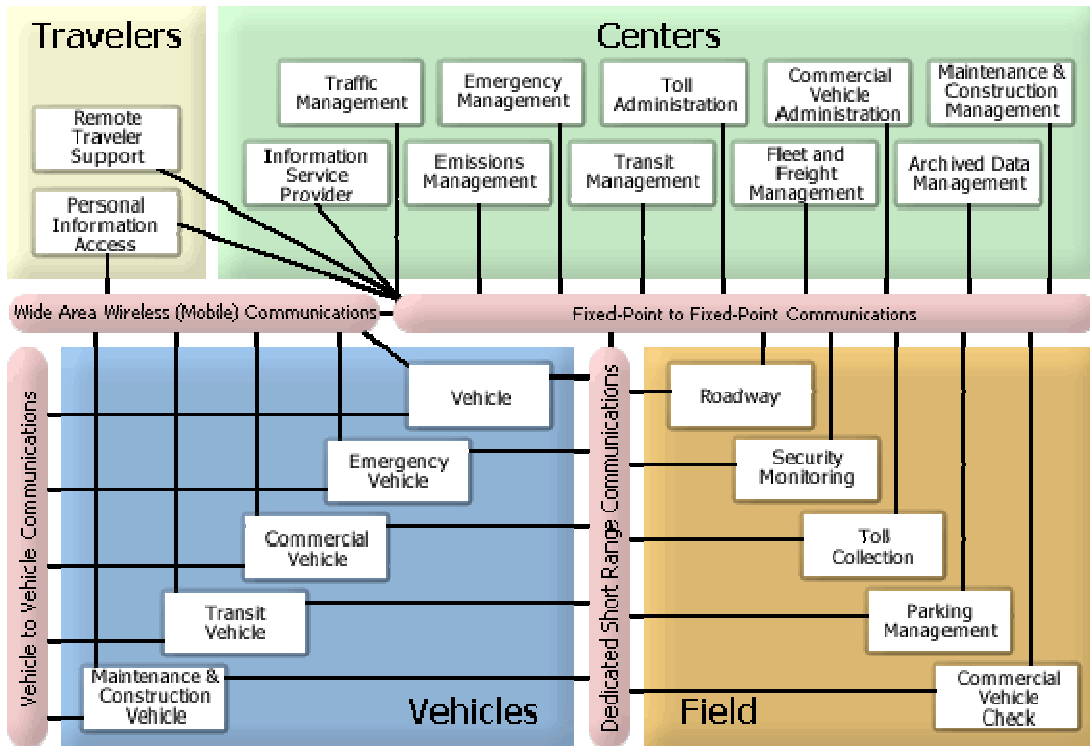 Travelers
Remote
Traveler
Support
Personal
Information
Access
Centers
Traffic
Management
Emergency
Management
Toll
Administration
Commercial
Vehicle
Administration
Maintenance &
Construction
Management
Information
Service
Provider
Emissions
Management
Transit
Management
Fleet and
Freight
Management
Archived Data
Management
Wide Area Wireless (Mobile) Communications
Fixed-Point to Fixed-Point Communications
Vehicle to Vehicle Communications
Vehicle
Emergency
Vehicle
Commercial
Vehicle
Transit
Vehicle
Maintenance &
Construction
Vehicle
Vehicles
Dedicated Short Range Communications
Roadway
Security
Monitoring
Toll
Collection
Parking
Management
Commercial
Vehicle
Check
Field